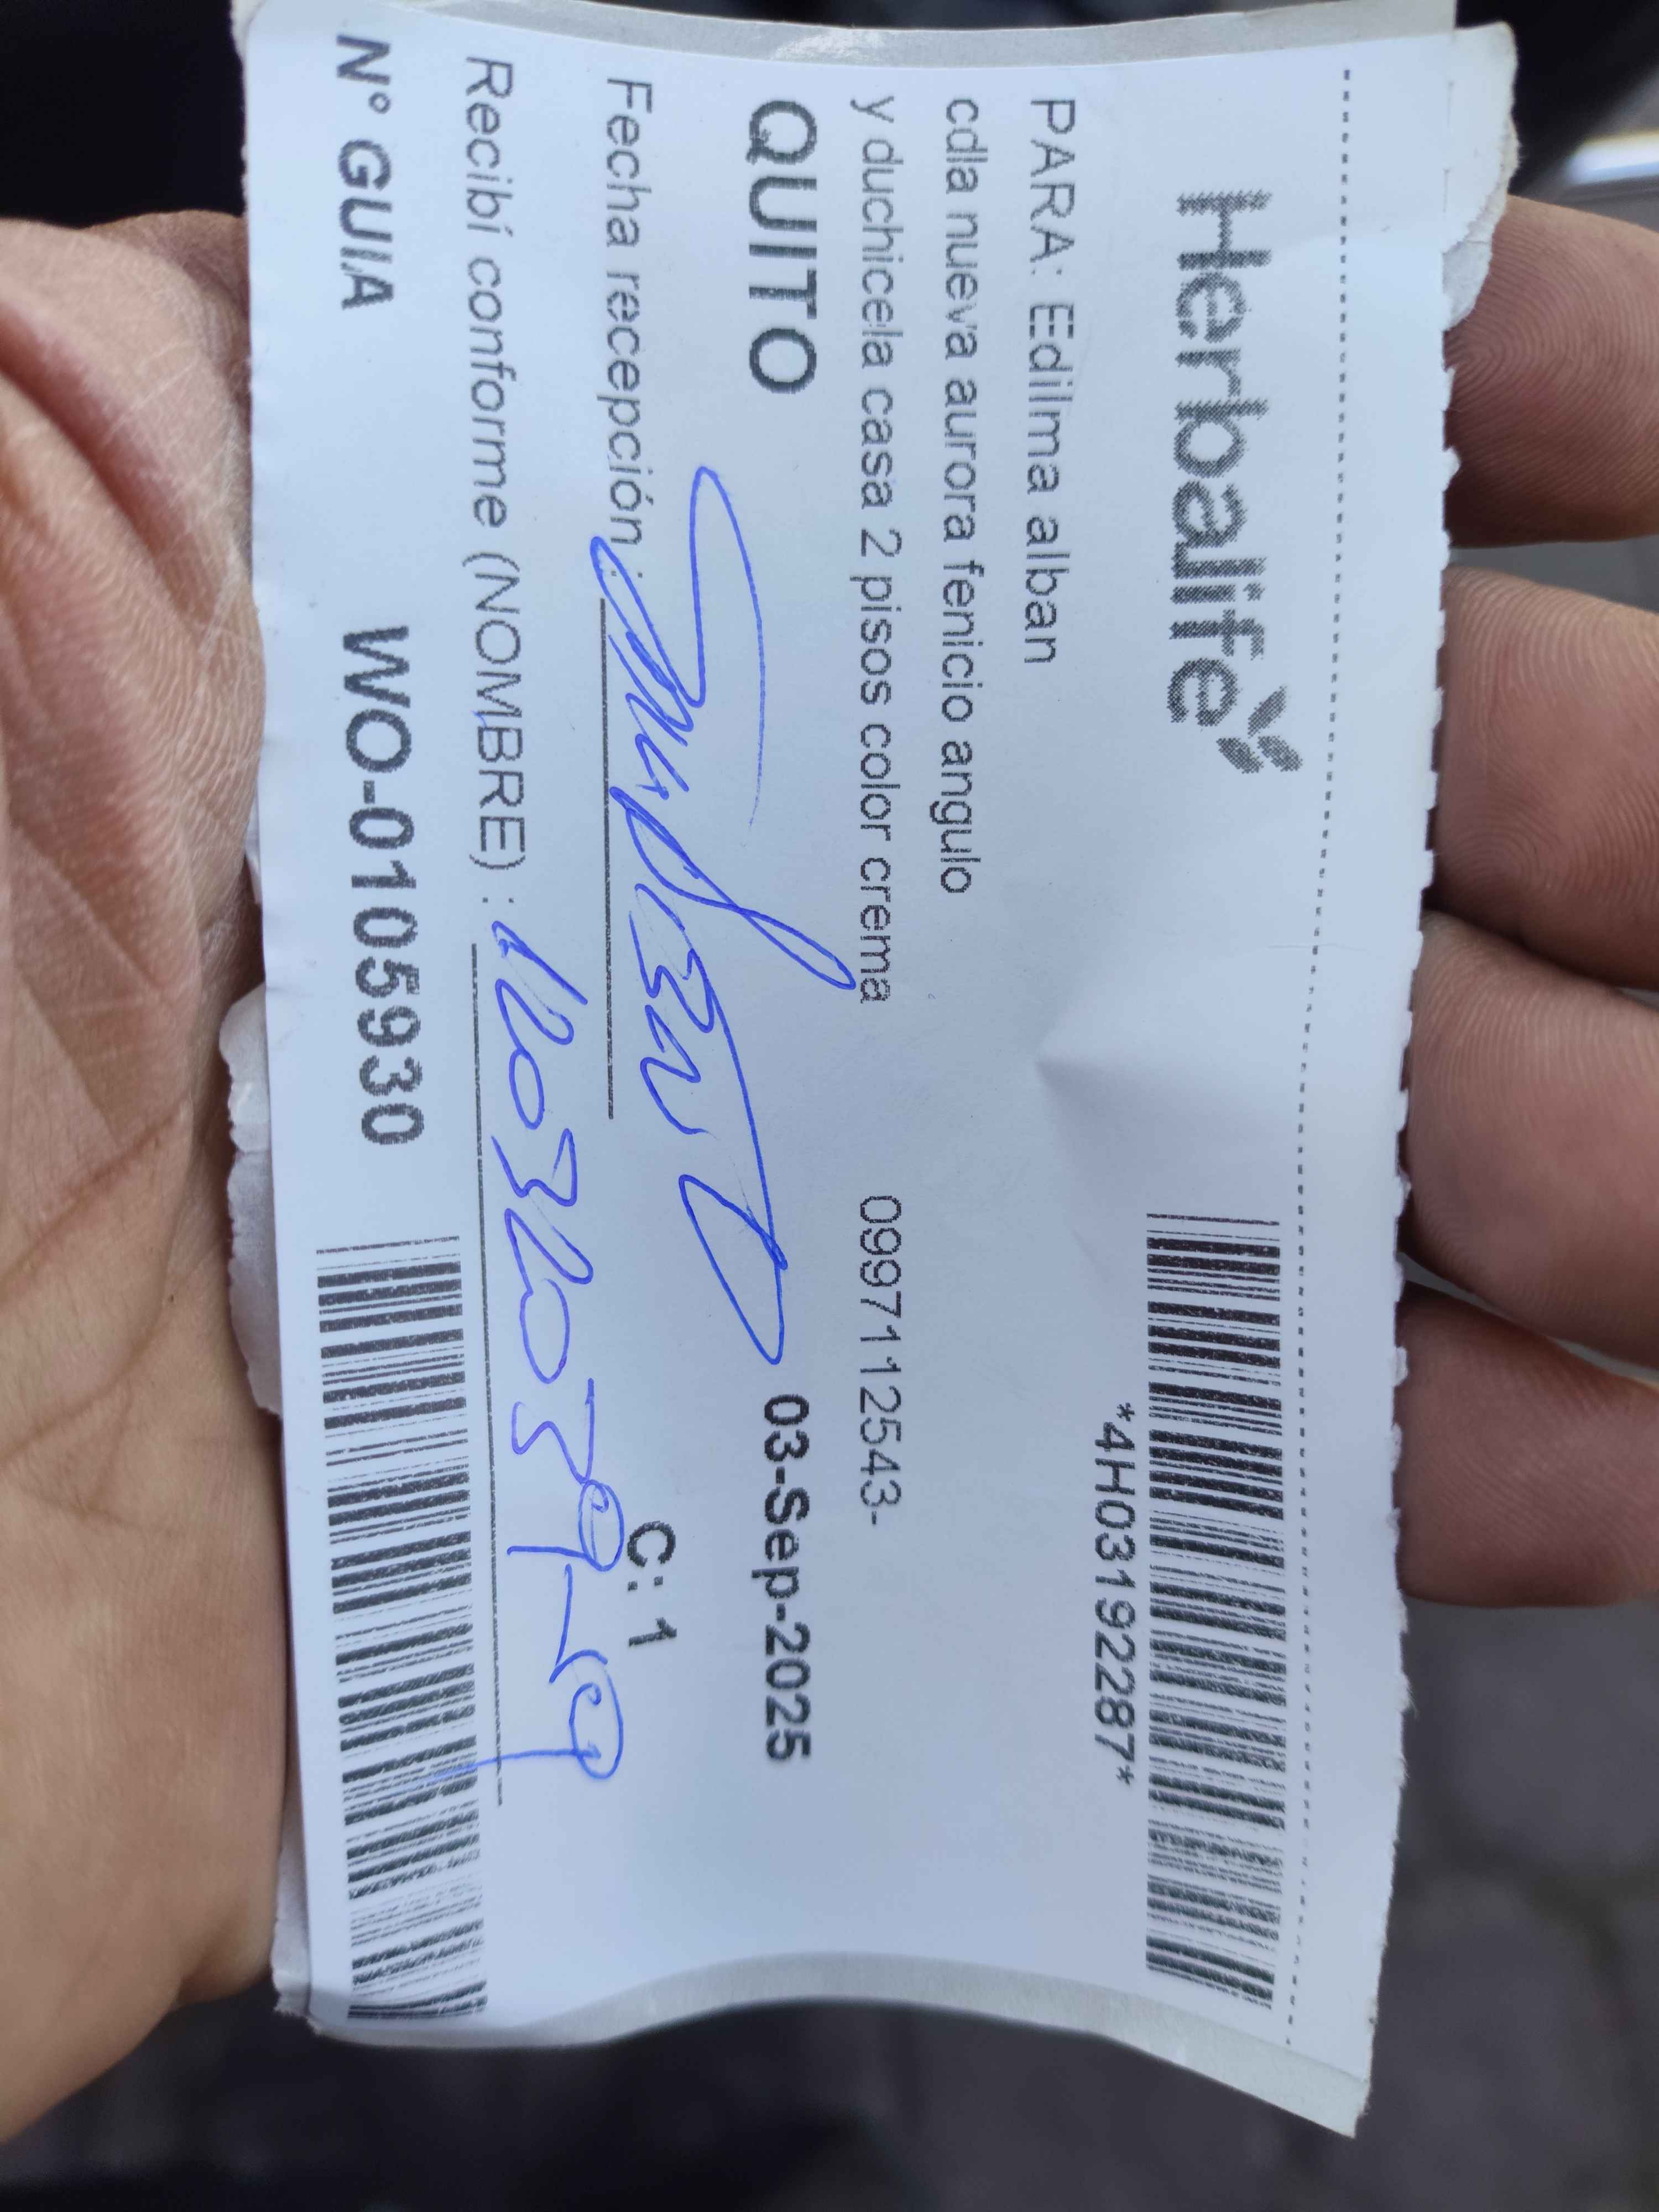 Herbalife
*4H03192287*
PARA: Edilma alban
cdla nueva aurora fenicio angulo
y duchicela casa 2 pisos color crema 0997112543-
QUITO 03-Sep-2025
Fecha recepción :
C: 1
Recibí conforme (NOMBRE) :
N° GUIA WO-0105930